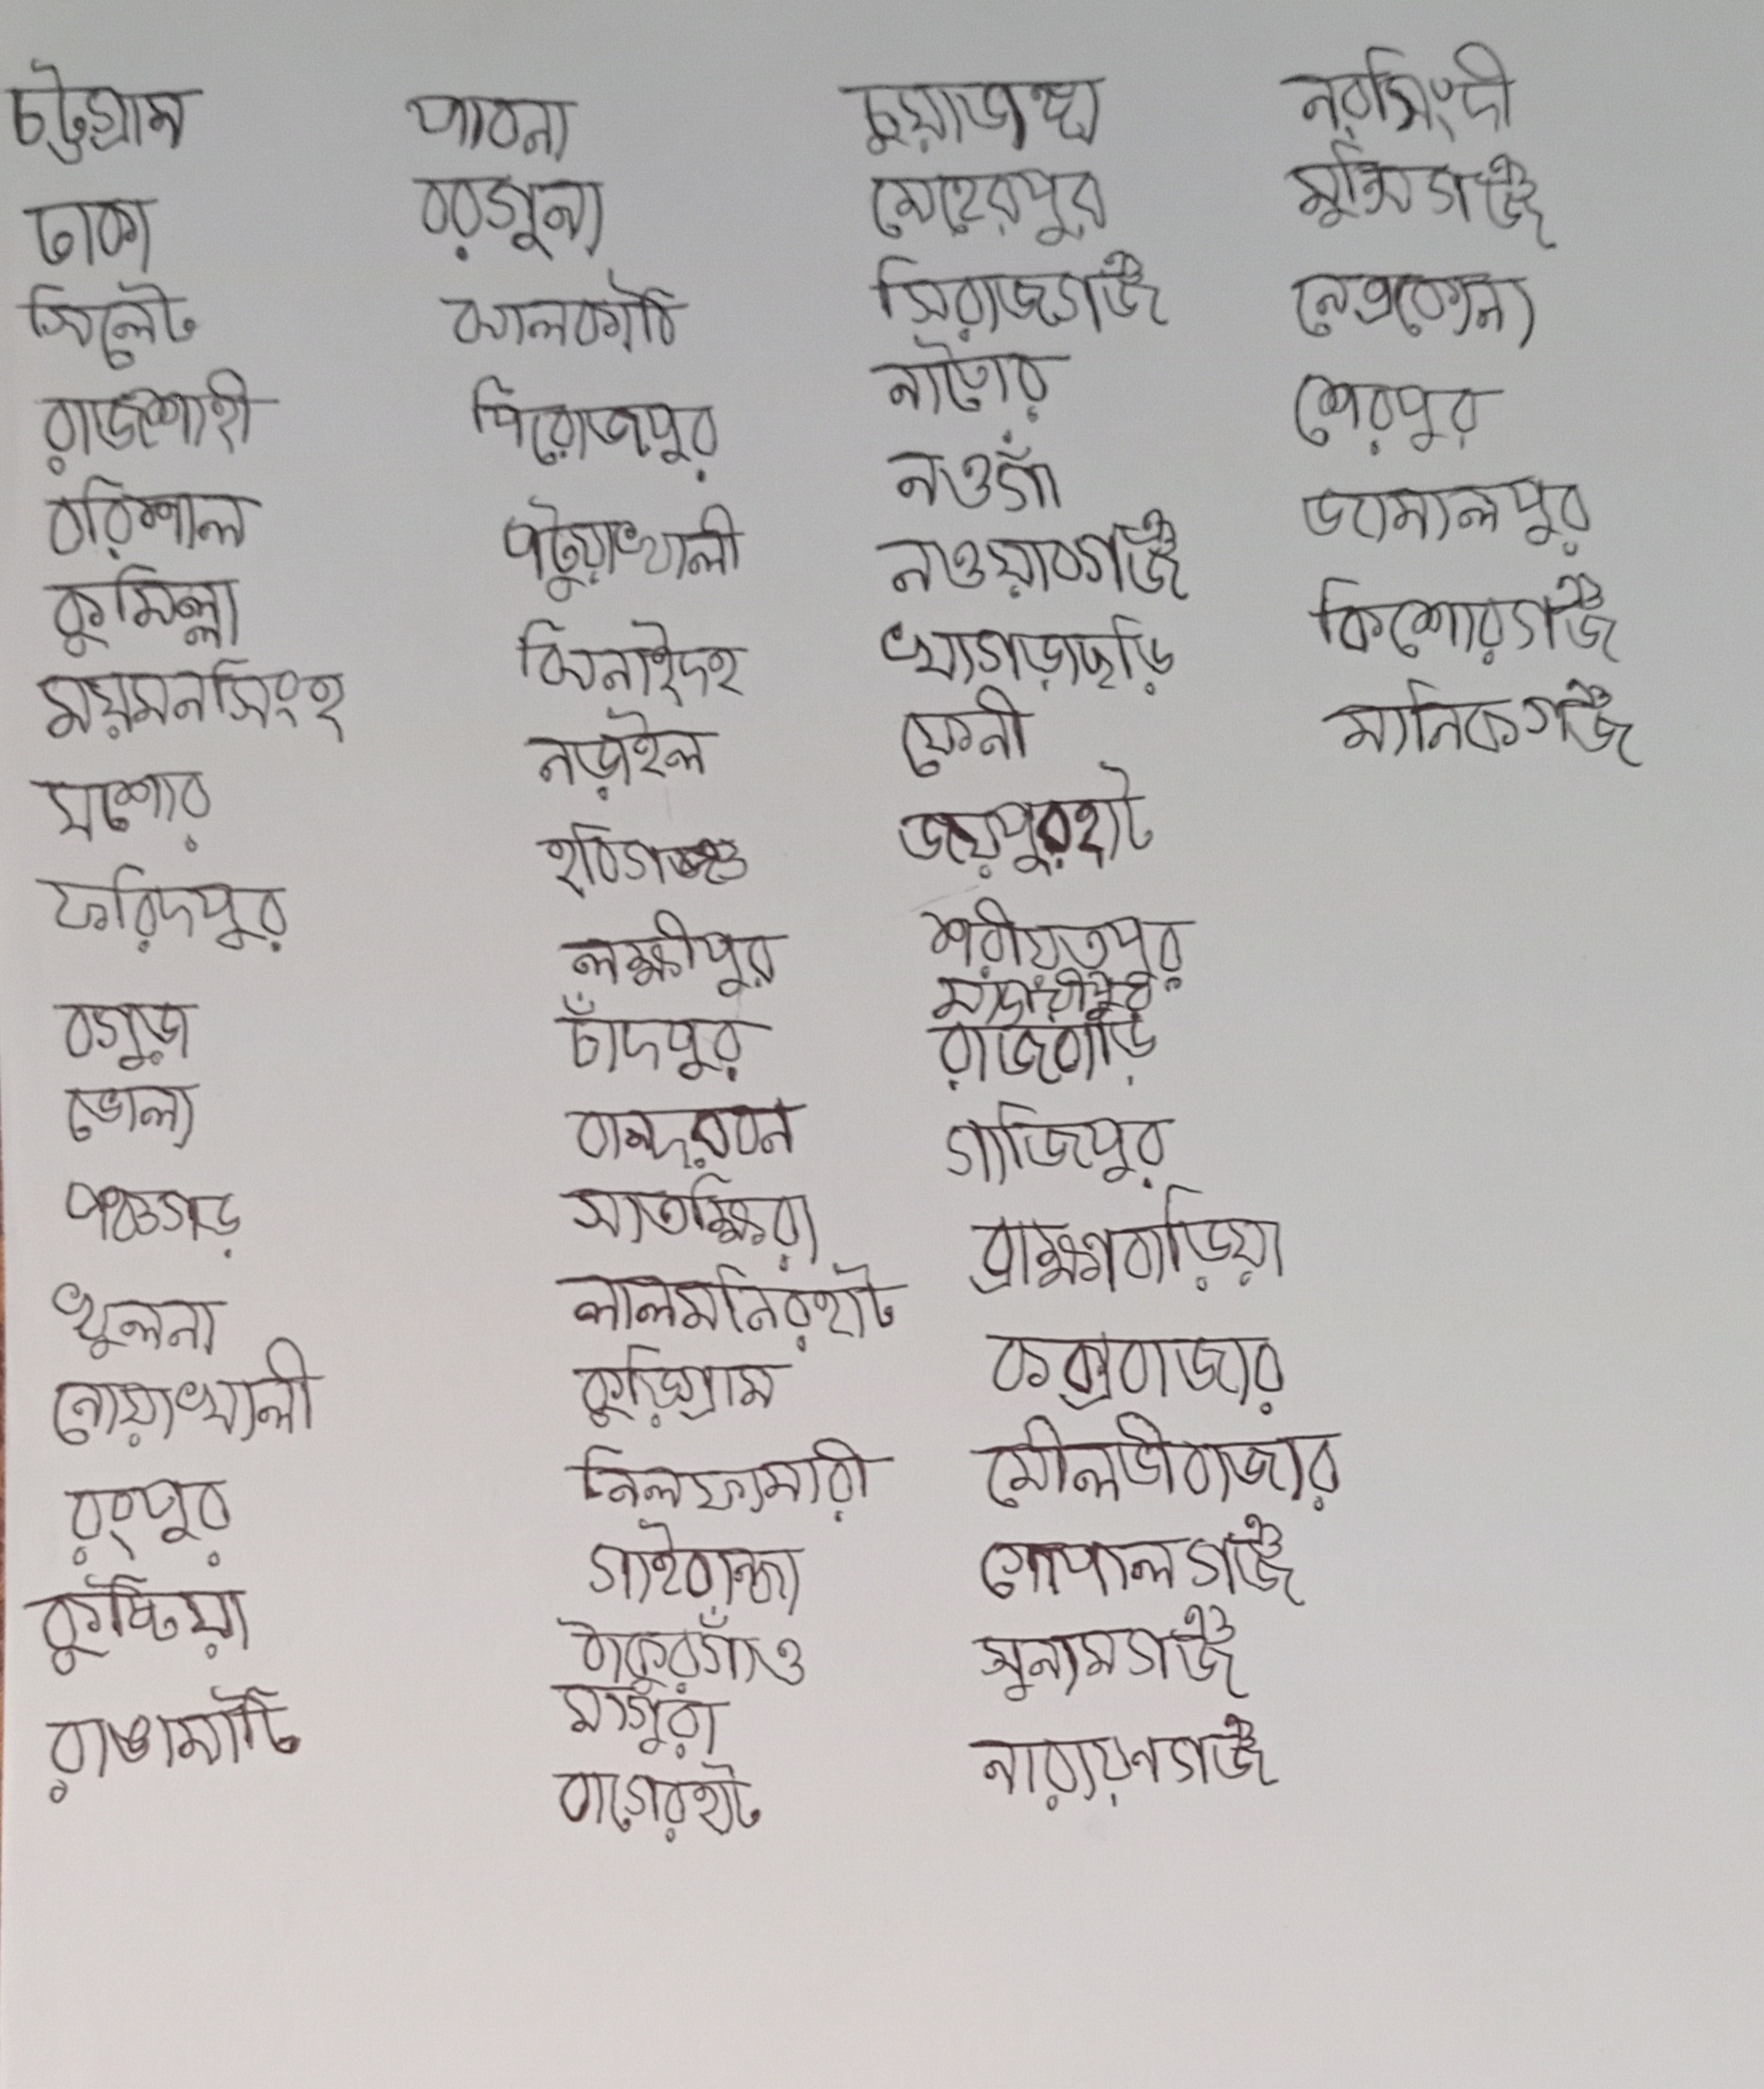 চট্টগ্রাম
ঢাকা
সিলেট
রাজশাহী
বরিশাল
কুমিল্লা
ময়মনসিংহ
যশোর
ফরিদপুর
বগুড়া
ভোলা
পঞ্চগড়
খুলনা
নোয়াখালী
রংপুর
কুষ্টিয়া
রাঙামাটি
পাবনা
বরগুনা
ঝালকাঠি
পিরোজপুর
পটুয়াখালী
ঝিনাইদহ
নড়াইল
হবিগঞ্জ
লক্ষীপুর
চাঁদপুর
বান্দরবন
সাতক্ষিরা
লালমনিরহাট
কুড়িগ্রাম
নিলফামারী
গাইবান্ধা
ঠাকুরগাঁও
মাগুরা
বাগেরহাট
চুয়াডাঙ্গা
মেহেরপুর
সিরাজগঞ্জ
নাটোর
নওগাঁ
নওয়াবগঞ্জ
খাগড়াছড়ি
ফেনী
জয়পুরহাট
শরীয়তপুর
মাদারীপুর
রাজবাড়ি
গাজিপুর
ব্রাহ্মণবাড়িয়া
কক্সবাজার
মৌলভীবাজার
গোপালগঞ্জ
সুনামগঞ্জ
নারায়ণগঞ্জ
নরসিংদী
মুন্সিগঞ্জ
নেত্রকোনা
শেরপুর
জামালপুর
কিশোরগঞ্জ
মানিকগঞ্জ